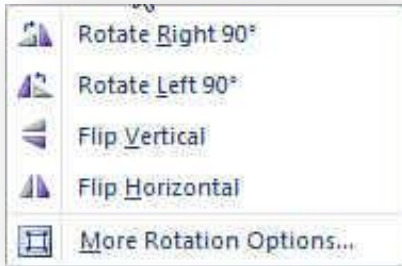 Rotate Right 90°
Rotate Left 90°
Flip Vertical
Flip Horizontal
More Rotation Options...